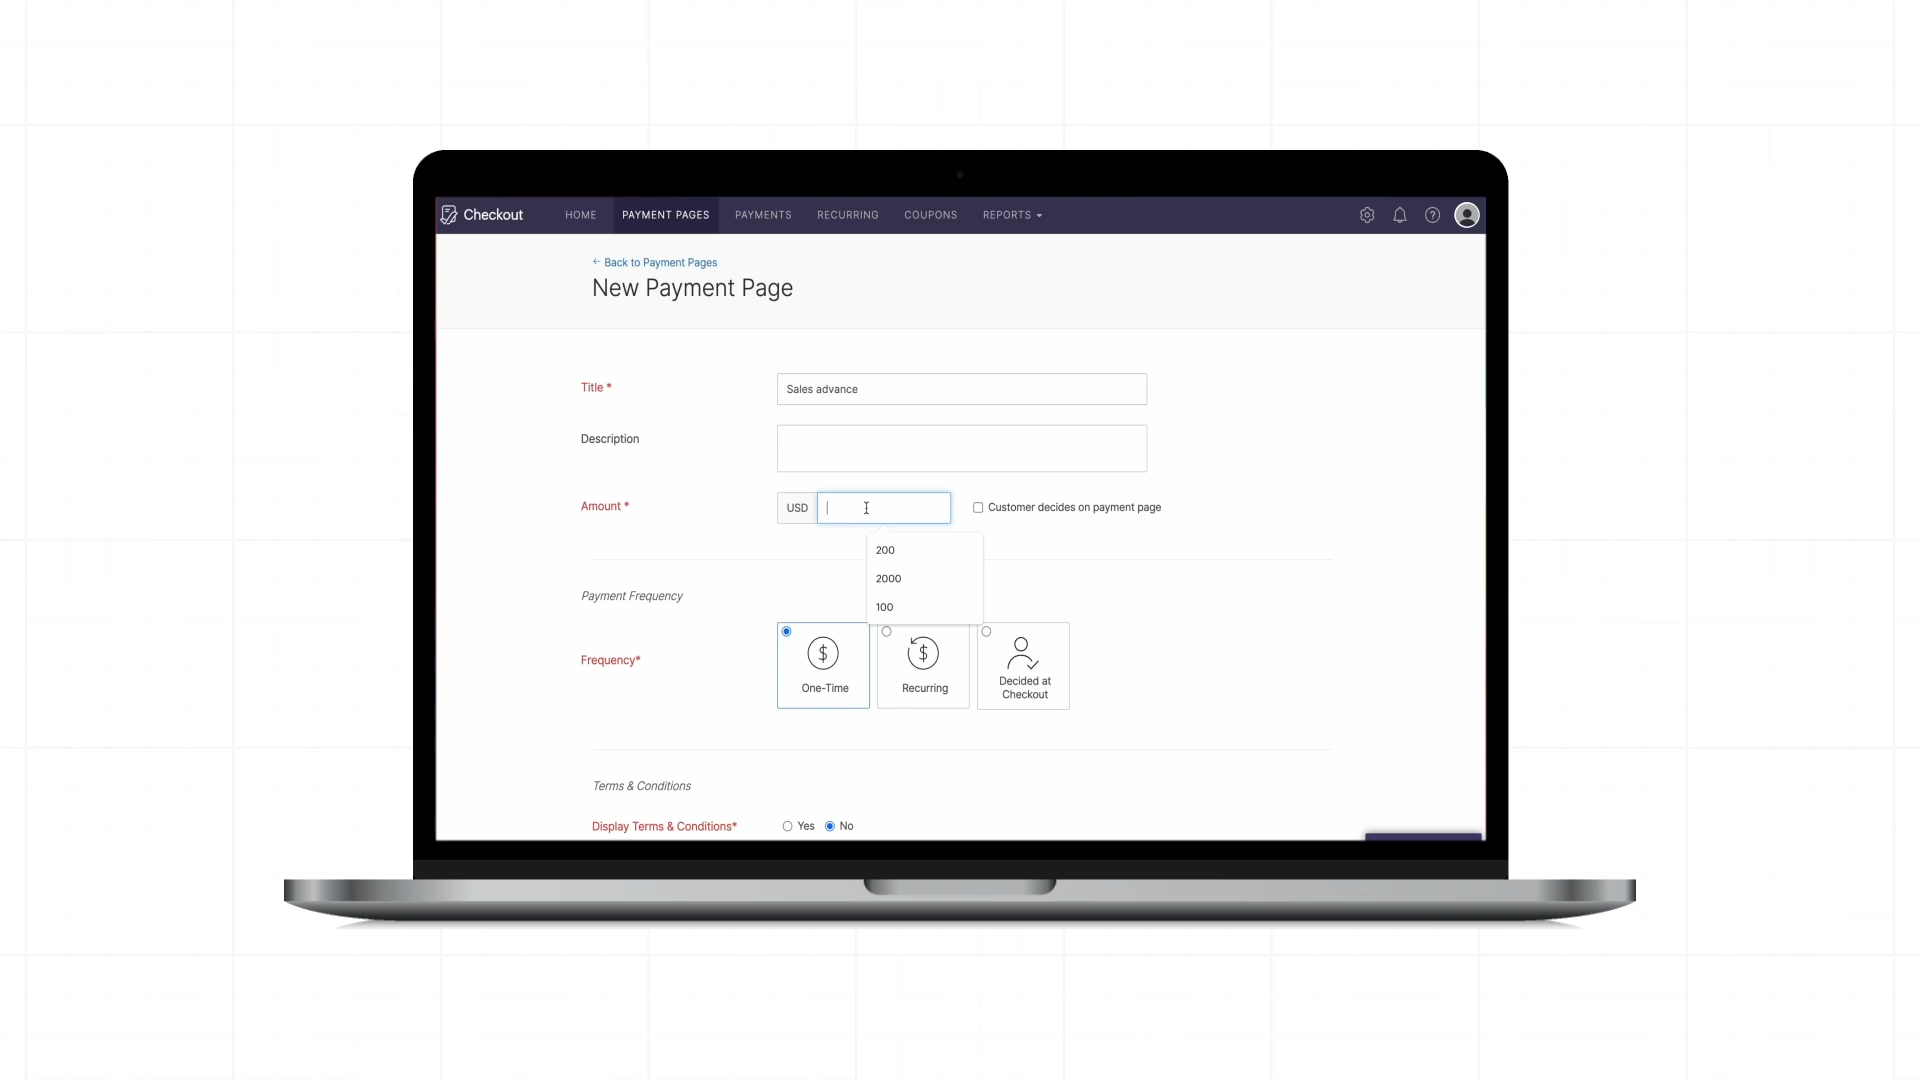 Checkout HOME PAYMENT PAGES PAYMENTS RECURRING COUPONS REPORTS
← Back to Payment Pages
New Payment Page
Title *
Sales advance
Description
Amount *
USD
Customer decides on payment page
200
2000
100
Payment Frequency
Frequency*
$
One-Time
$
Recurring
Decided at
Checkout
Terms & Conditions
Display Terms & Conditions*
Yes No